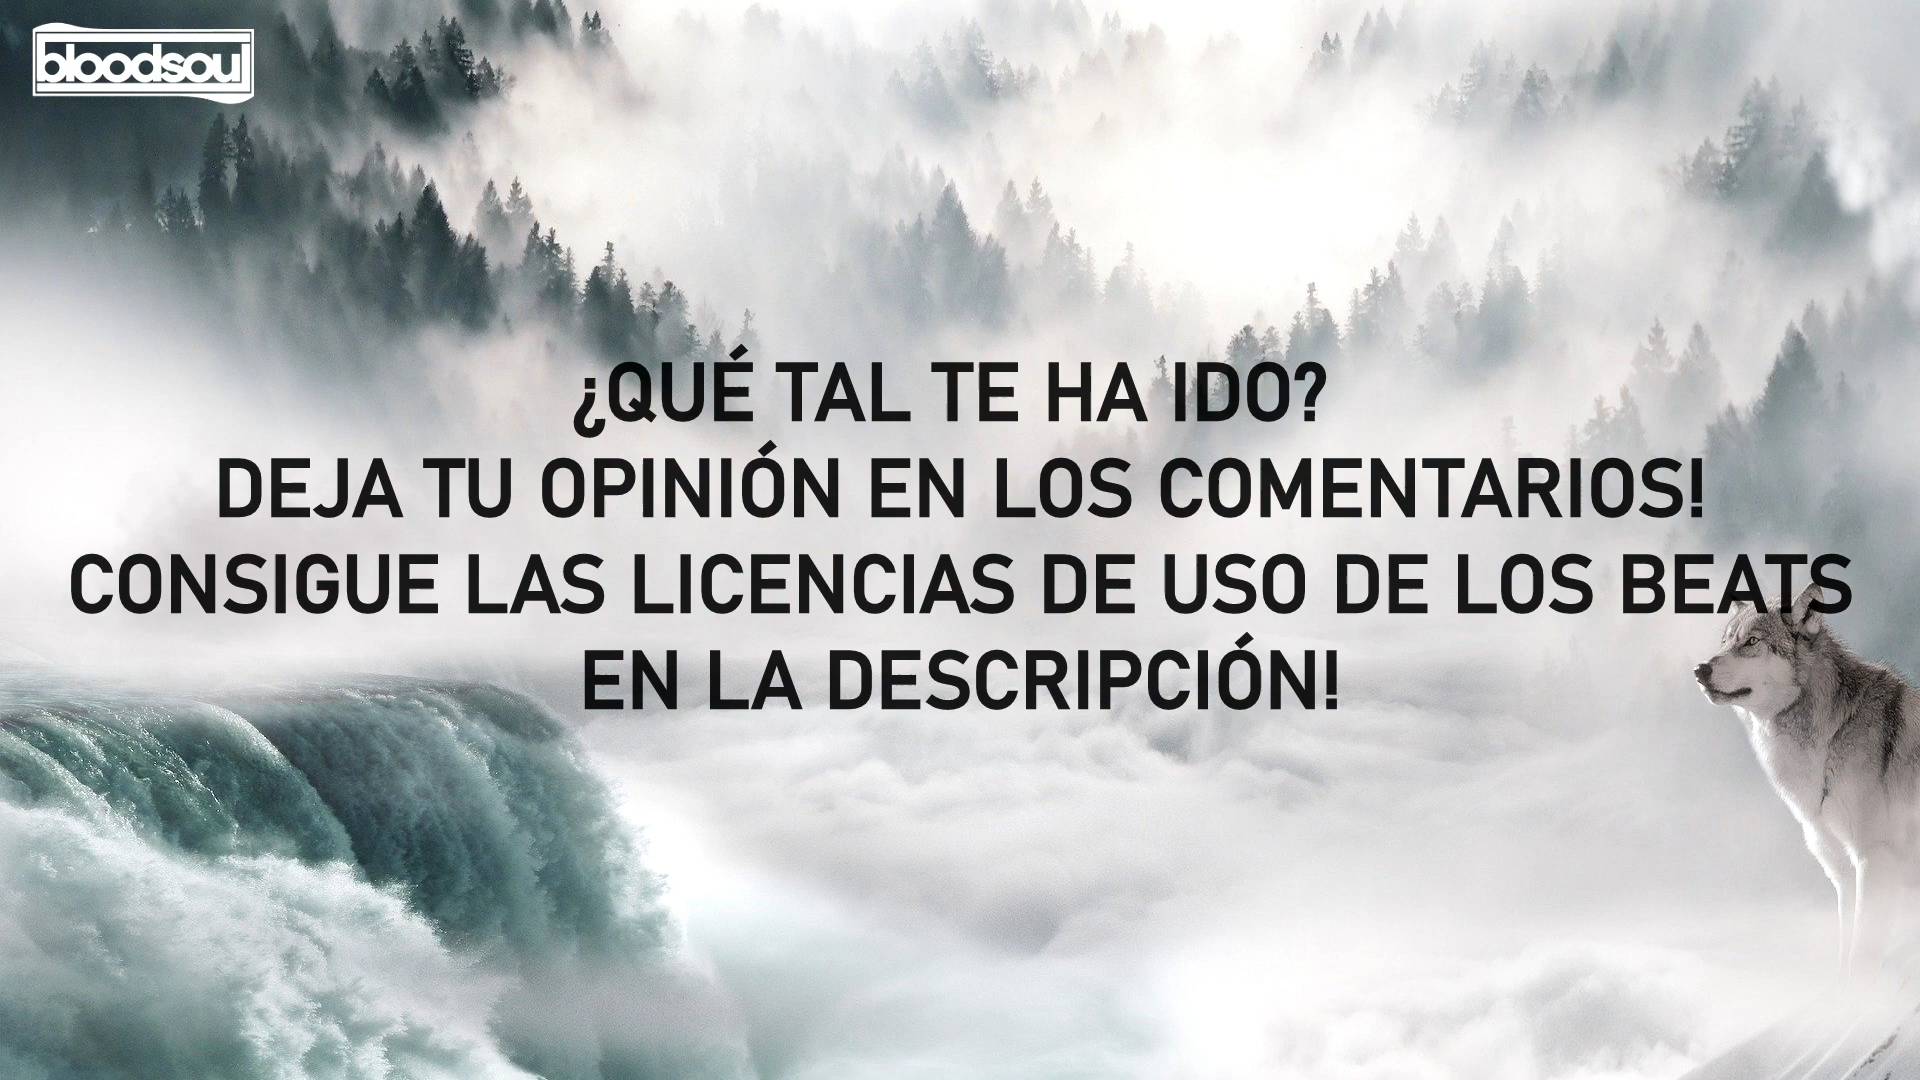 bloodsoul
¿QUÉ TAL TE HA IDO?
DEJA TU OPINIÓN EN LOS COMENTARIOS!
CONSIGUE LAS LICENCIAS DE USO DE LOS BEATS
EN LA DESCRIPCIÓN!